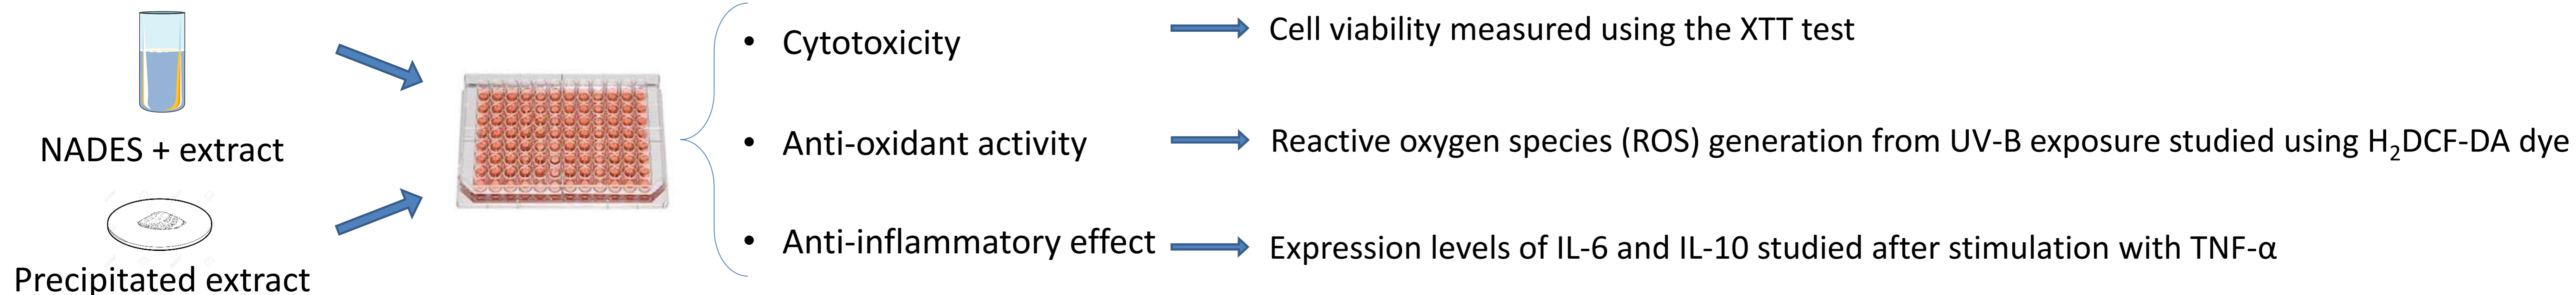 NADES + extract
Precipitated extract
• Cytotoxicity
Cell viability measured using the XTT test
• Anti-oxidant activity
Reactive oxygen species (ROS) generation from UV-B exposure studied using H₂DCF-DA dye
• Anti-inflammatory effect
Expression levels of IL-6 and IL-10 studied after stimulation with TNF-α